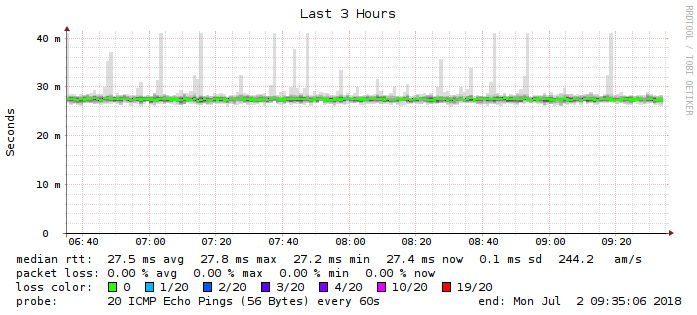 Last 3 Hours
RRDTOOL / TOBI OETIKER
Seconds
40 m
30 m
20 m
10 m
0
06:40 07:00 07:20 07:40 08:00 08:20 08:40 09:00 09:20
median rtt: 27.5 ms avg 27.8 ms max 27.2 ms min 27.4 ms now 0.1 ms sd 244.2 am/s
packet loss: 0.00 % avg 0.00 % max 0.00 % min 0.00 % now
loss color: 0 1/20 2/20 3/20 4/20 10/20 19/20
probe: 20 ICMP Echo Pings (56 Bytes) every 60s end: Mon Jul 2 09:35:06 2018